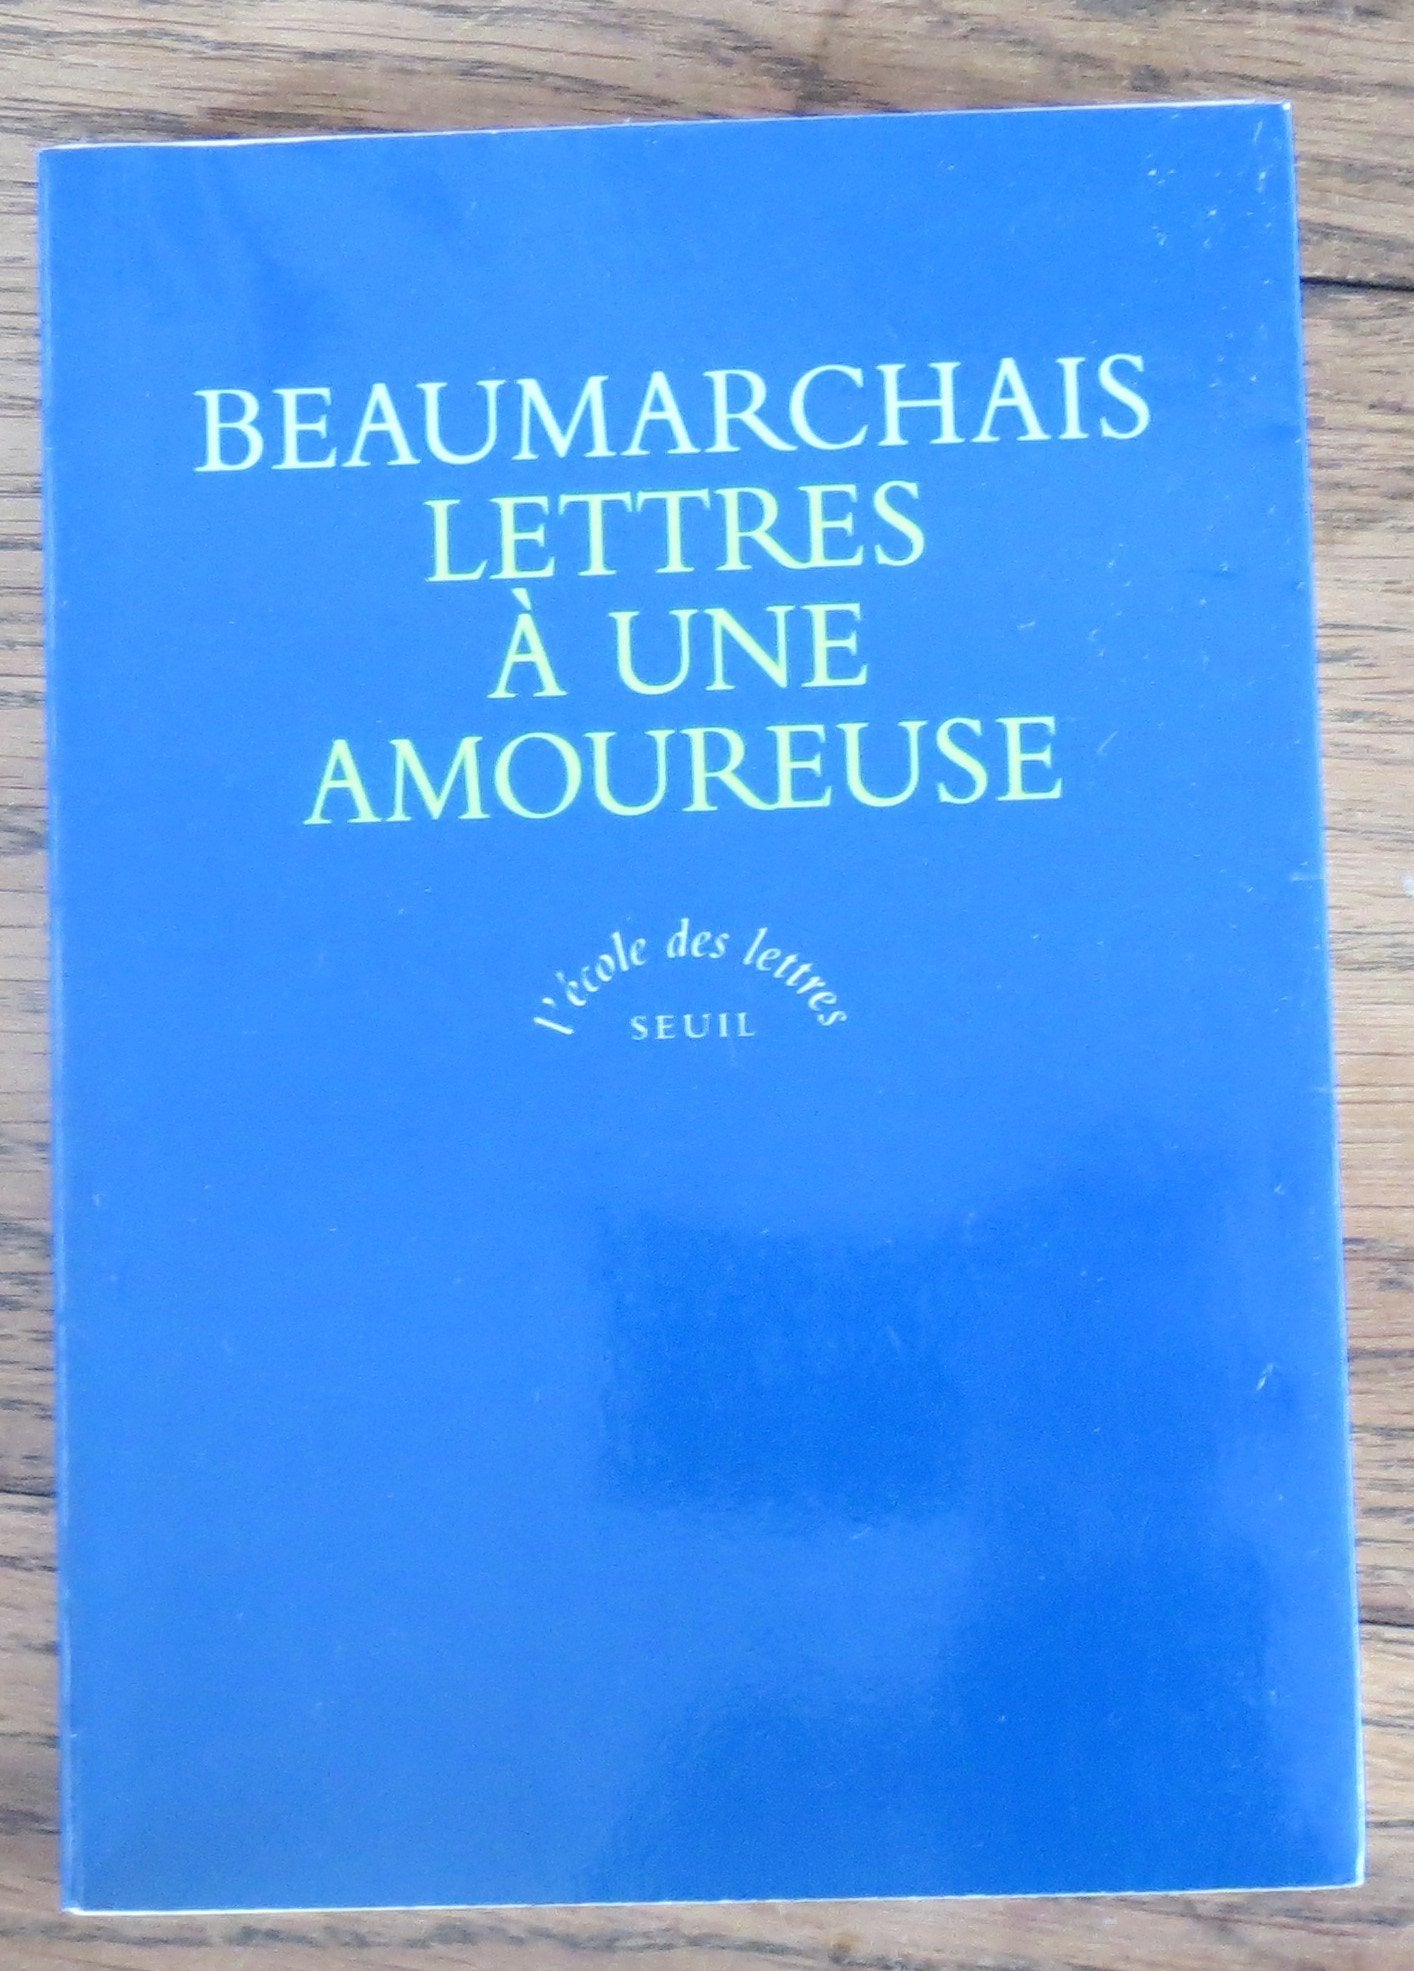 BEAUMARCHAIS
LETTRES
À UNE
AMOUREUSE
l'école des lettres
SEUIL